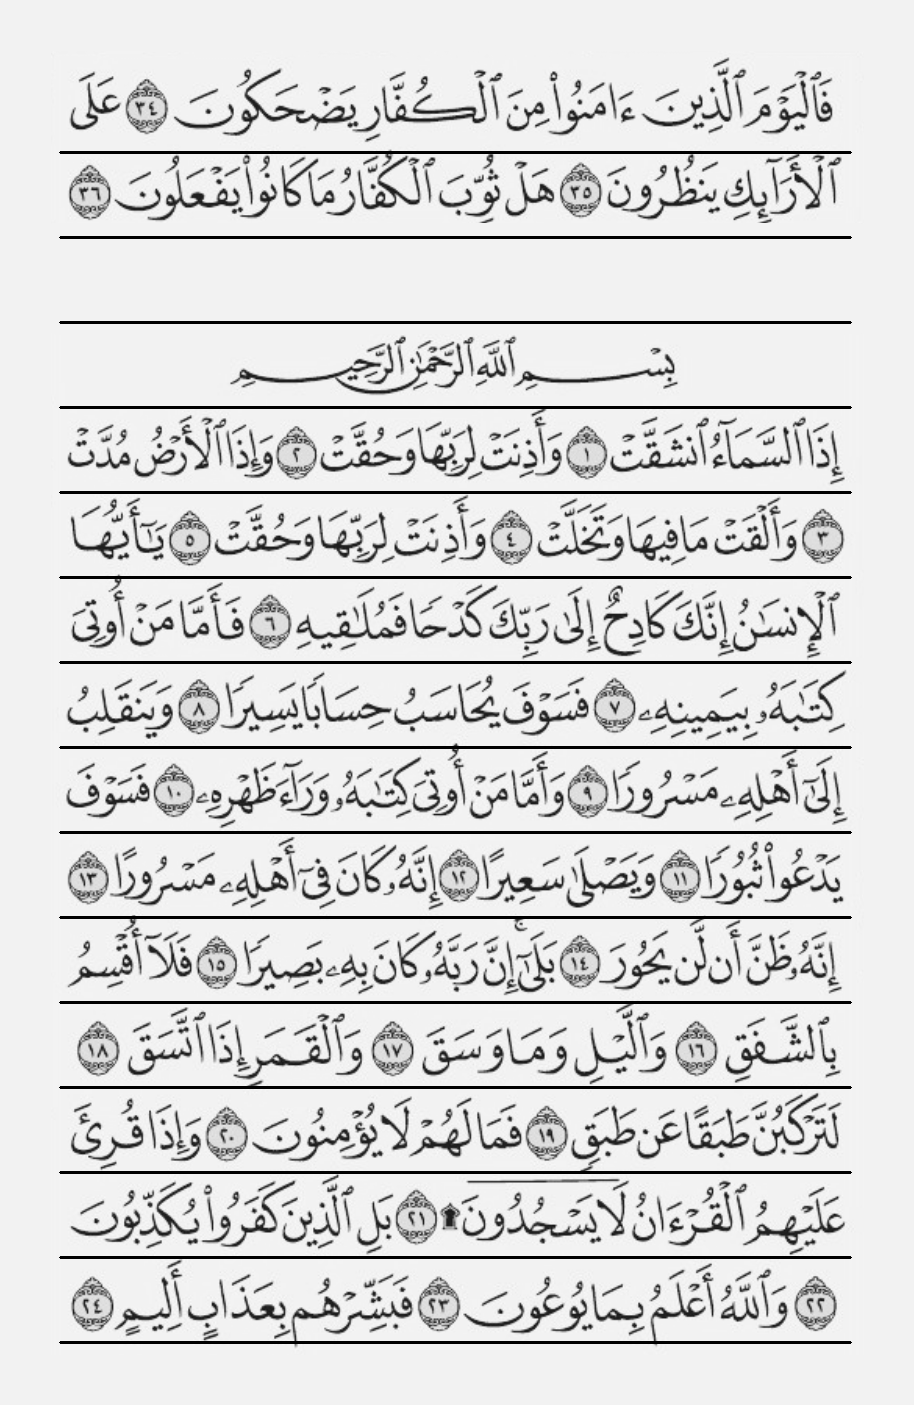 فَٱلْيَوْمَ ٱلَّذِينَ ءَامَنُوا۟ مِنَ ٱلْكُفَّارِ يَضْحَكُونَ ٣٤ عَلَى
ٱلْأَرَآئِكِ يَنظُرُونَ ٣٥ هَلْ ثُوِّبَ ٱلْكُفَّارُ مَا كَانُوا۟ يَفْعَلُونَ ٣٦
بِسْمِ ٱللَّهِ ٱلرَّحْمَٰنِ ٱلرَّحِيمِ
إِذَا ٱلسَّمَآءُ ٱنشَقَّتْ ١ وَأَذِنَتْ لِرَبِّهَا وَحُقَّتْ ٢ وَإِذَا ٱلْأَرْضُ مُدَّتْ
٣ وَأَلْقَتْ مَا فِيهَا وَتَخَلَّتْ ٤ وَأَذِنَتْ لِرَبِّهَا وَحُقَّتْ ٥ يَٰٓأَيُّهَا
ٱلْإِنسَٰنُ إِنَّكَ كَادِحٌ إِلَىٰ رَبِّكَ كَدْحًا فَمُلَٰقِيهِ ٦ فَأَمَّا مَنْ أُوتِىَ
كِتَٰبَهُۥ بِيَمِينِهِۦ ٧ فَسَوْفَ يُحَاسَبُ حِسَابًا يَسِيرًا ٨ وَيَنقَلِبُ
إِلَىٰٓ أَهْلِهِۦ مَسْرُورًا ٩ وَأَمَّا مَنْ أُوتِىَ كِتَٰبَهُۥ وَرَآءَ ظَهْرِهِۦ ١٠ فَسَوْفَ
يَدْعُوا۟ ثُبُورًا ١١ وَيَصْلَىٰ سَعِيرًا ١٢ إِنَّهُۥ كَانَ فِىٓ أَهْلِهِۦ مَسْرُورًا ١٣
إِنَّهُۥ ظَنَّ أَن لَّن يَحُورَ ١٤ بَلَىٰٓ ۚ إِنَّ رَبَّهُۥ كَانَ بِهِۦ بَصِيرًا ١٥ فَلَآ أُقْسِمُ
بِٱلشَّفَقِ ١٦ وَٱلَّيْلِ وَمَا وَسَقَ ١٧ وَٱلْقَمَرِ إِذَا ٱتَّسَقَ ١٨
لَتَرْكَبُنَّ طَبَقًا عَن طَبَقٍ ١٩ فَمَا لَهُمْ لَا يُؤْمِنُونَ ٢٠ وَإِذَا قُرِئَ
عَلَيْهِمُ ٱلْقُرْءَانُ لَا يَسْجُدُونَ ۩ ٢١ بَلِ ٱلَّذِينَ كَفَرُوا۟ يُكَذِّبُونَ
٢٢ وَٱللَّهُ أَعْلَمُ بِمَا يُوعُونَ ٢٣ فَبَشِّرْهُم بِعَذَابٍ أَلِيمٍ ٢٤